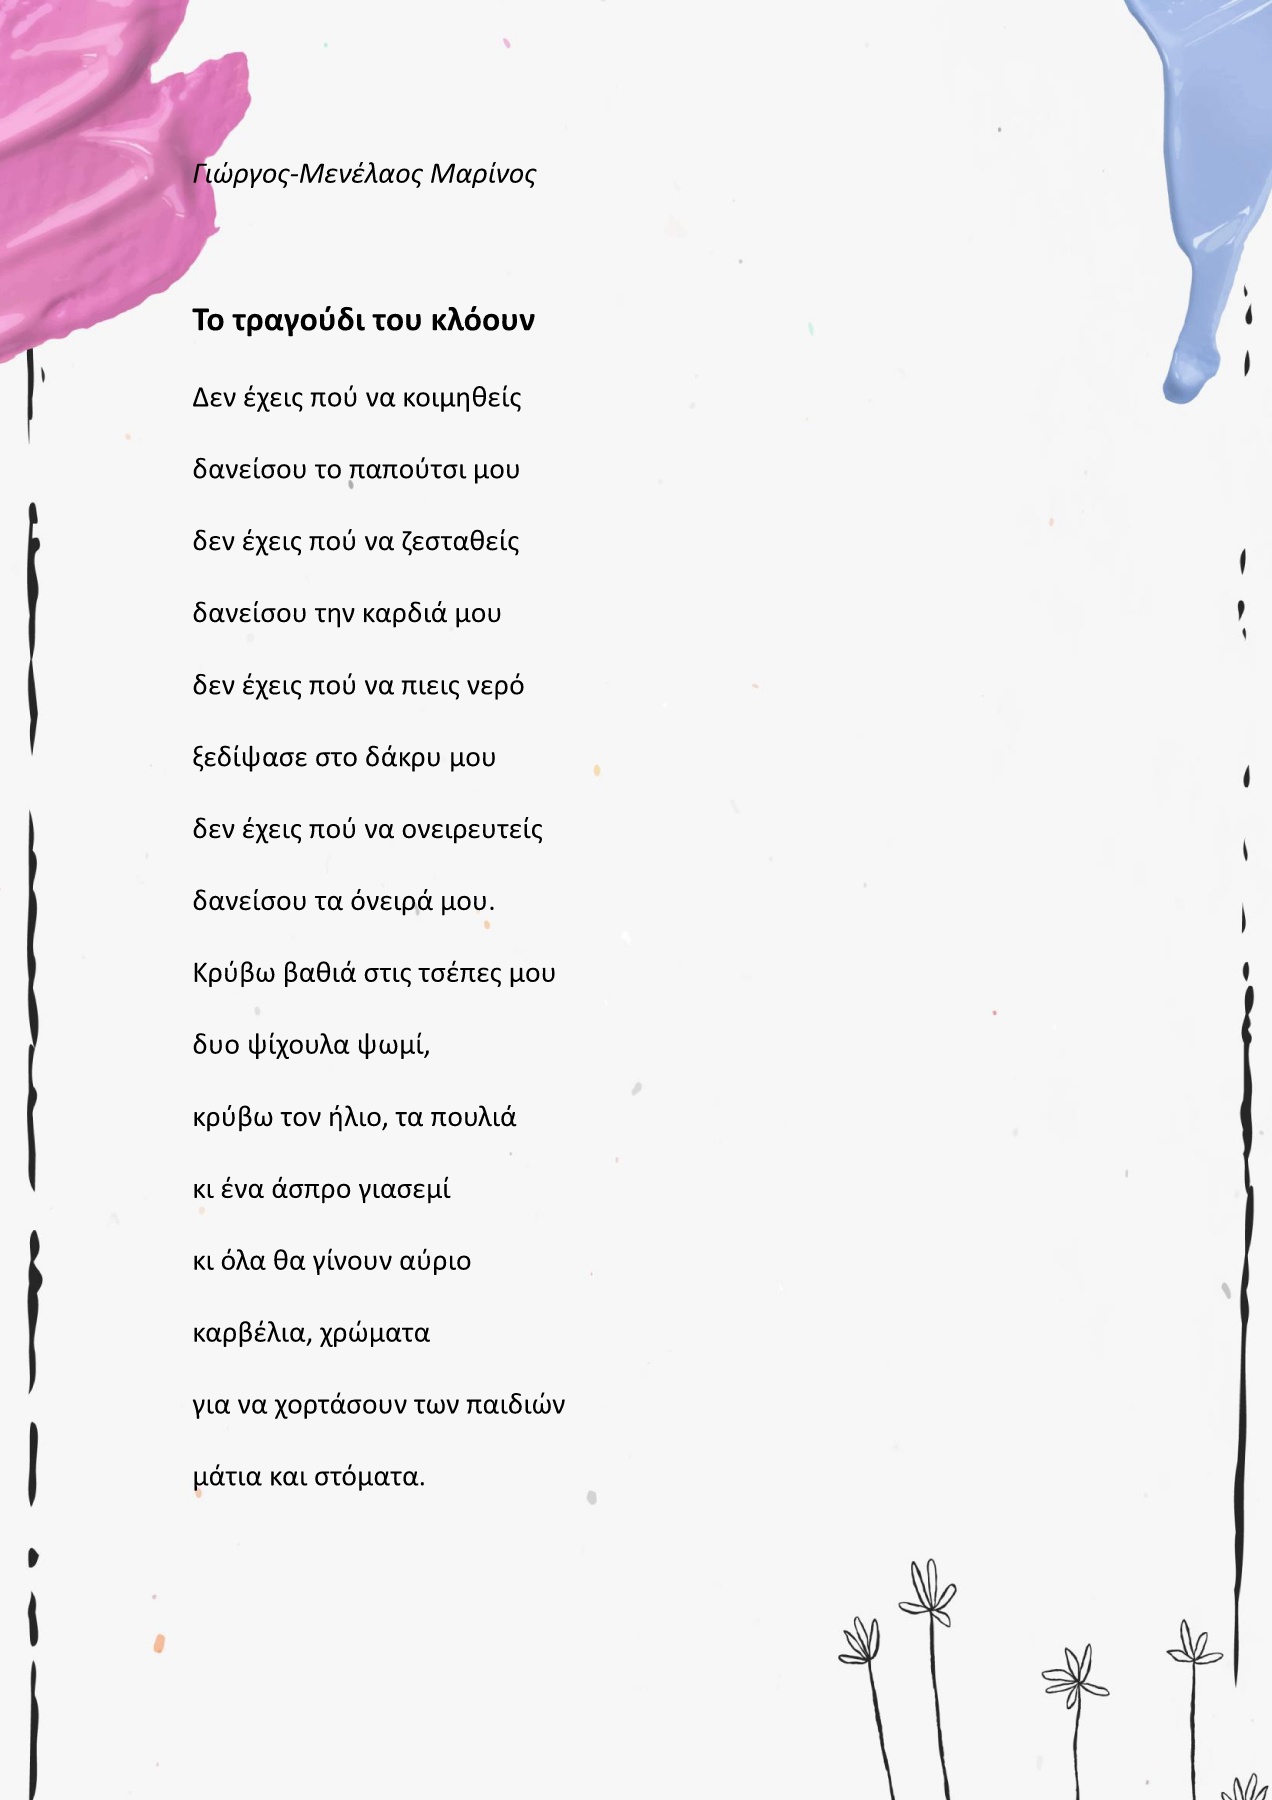 Γιώργος-Μενέλαος Μαρίνος
Το τραγούδι του κλόουν
Δεν έχεις πού να κοιμηθείς
δανείσου το παπούτσι μου
δεν έχεις πού να ζεσταθείς
δανείσου την καρδιά μου
δεν έχεις πού να πιεις νερό
ξεδίψασε στο δάκρυ μου
δεν έχεις πού να ονειρευτείς
δανείσου τα όνειρά μου.
Κρύβω βαθιά στις τσέπες μου
δυο ψίχουλα ψωμί,
κρύβω τον ήλιο, τα πουλιά
κι ένα άσπρο γιασεμί
κι όλα θα γίνουν αύριο
καρβέλια, χρώματα
για να χορτάσουν των παιδιών
μάτια και στόματα.